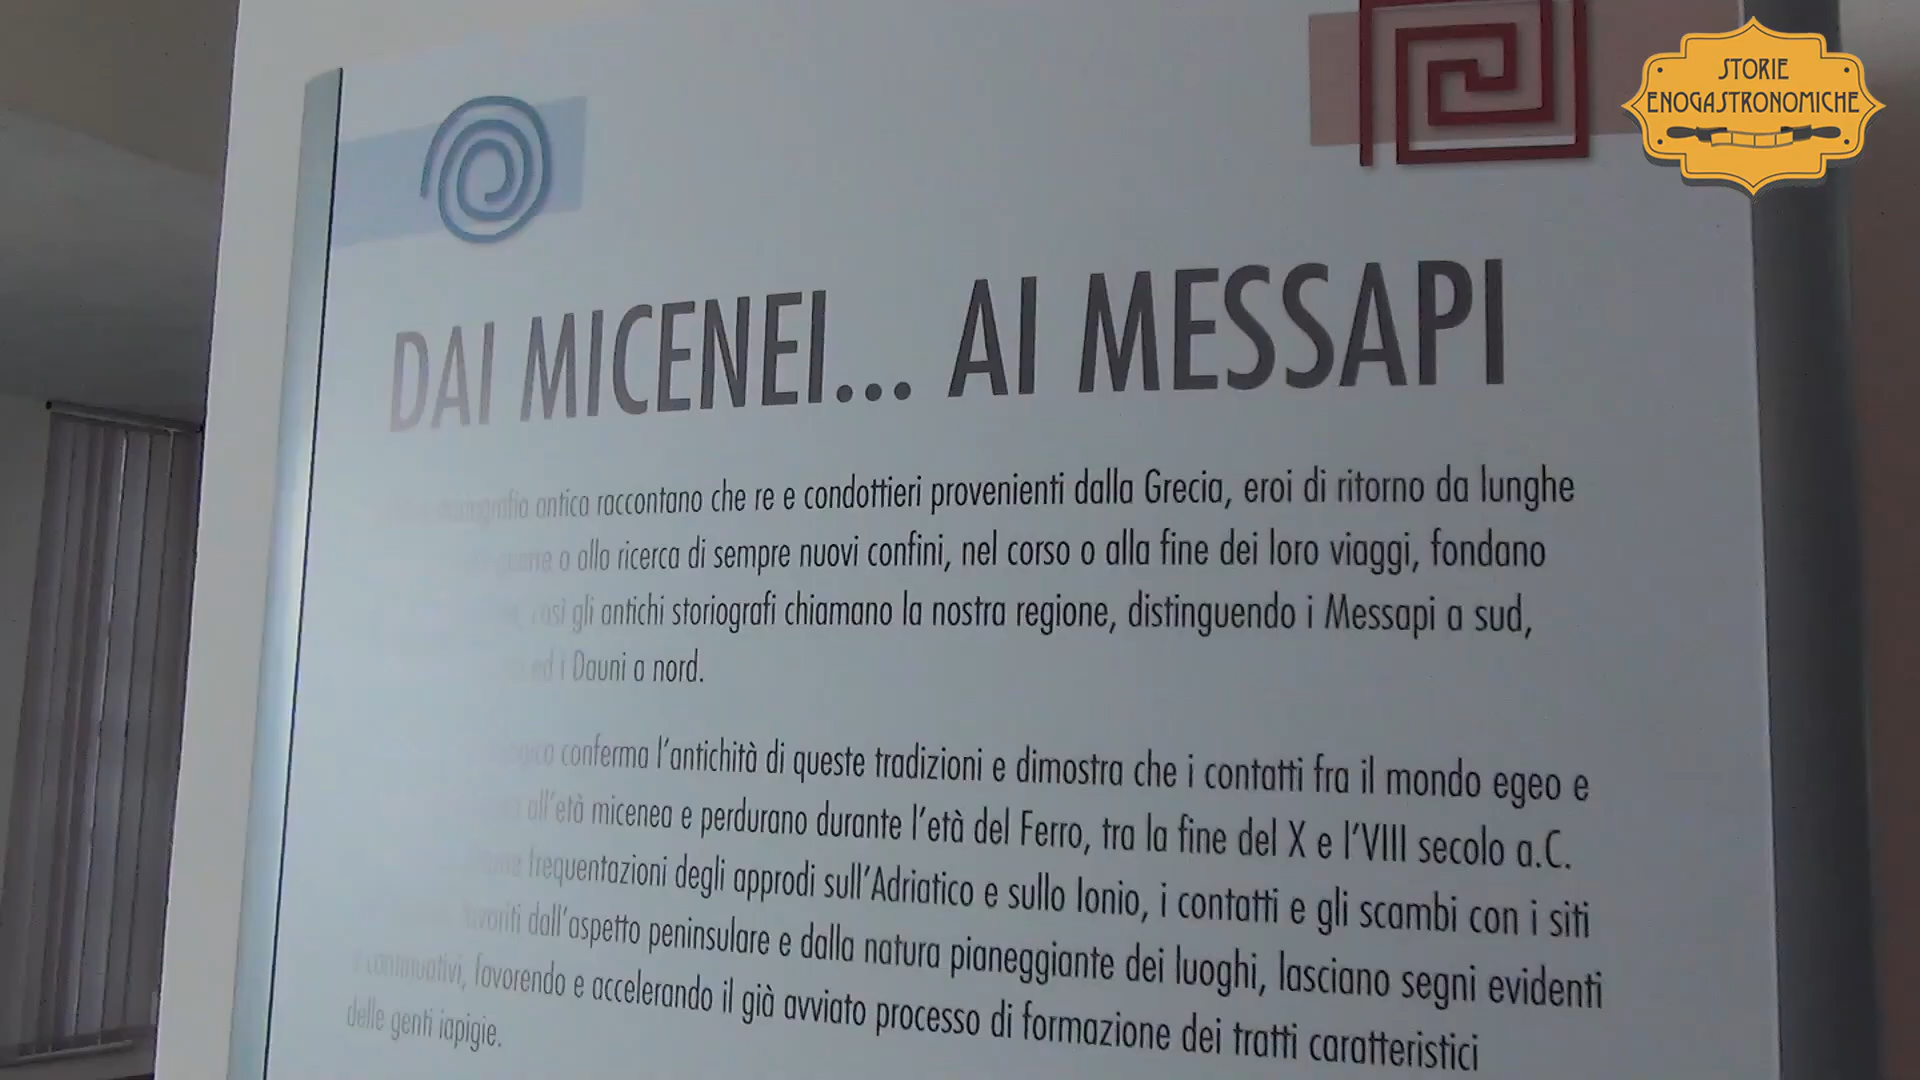 STORIE
ENOGASTRONOMICHE
DAI MICENEI... AI MESSAPI
antica raccontano che re e condottieri provenienti dalla Grecia, eroi di ritorno da lunghe
o alla ricerca di sempre nuovi confini, nel corso o alla fine dei loro viaggi, fondano
così gli antichi storiografi chiamano la nostra regione, distinguendo i Messapi a sud,
ed i Dauni a nord.
conferma l'antichità di queste tradizioni e dimostra che i contatti fra il mondo egeo e
all'età micenea e perdurano durante l'età del Ferro, tra la fine del X e l'VIII secolo a.C.
frequentazioni degli approdi sull'Adriatico e sullo Ionio, i contatti e gli scambi con i siti
favoriti dall'aspetto peninsulare e dalla natura pianeggiante dei luoghi, lasciano segni evidenti
e continuativi, favorendo e accelerando il già avviato processo di formazione dei tratti caratteristici
delle genti iapigie.